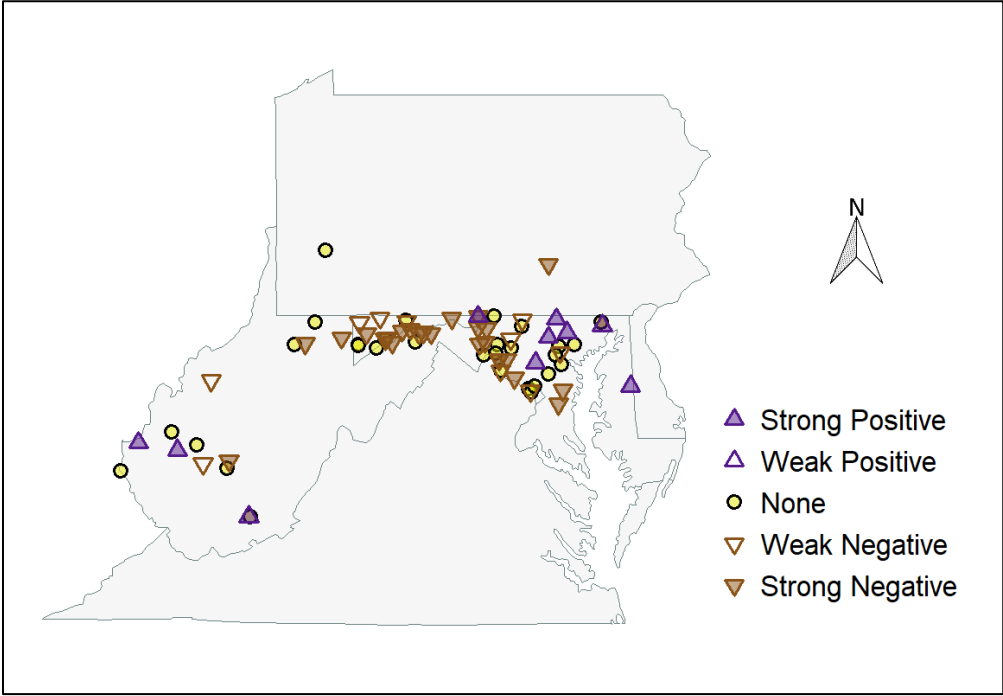 N
Strong Positive
Weak Positive
None
Weak Negative
Strong Negative